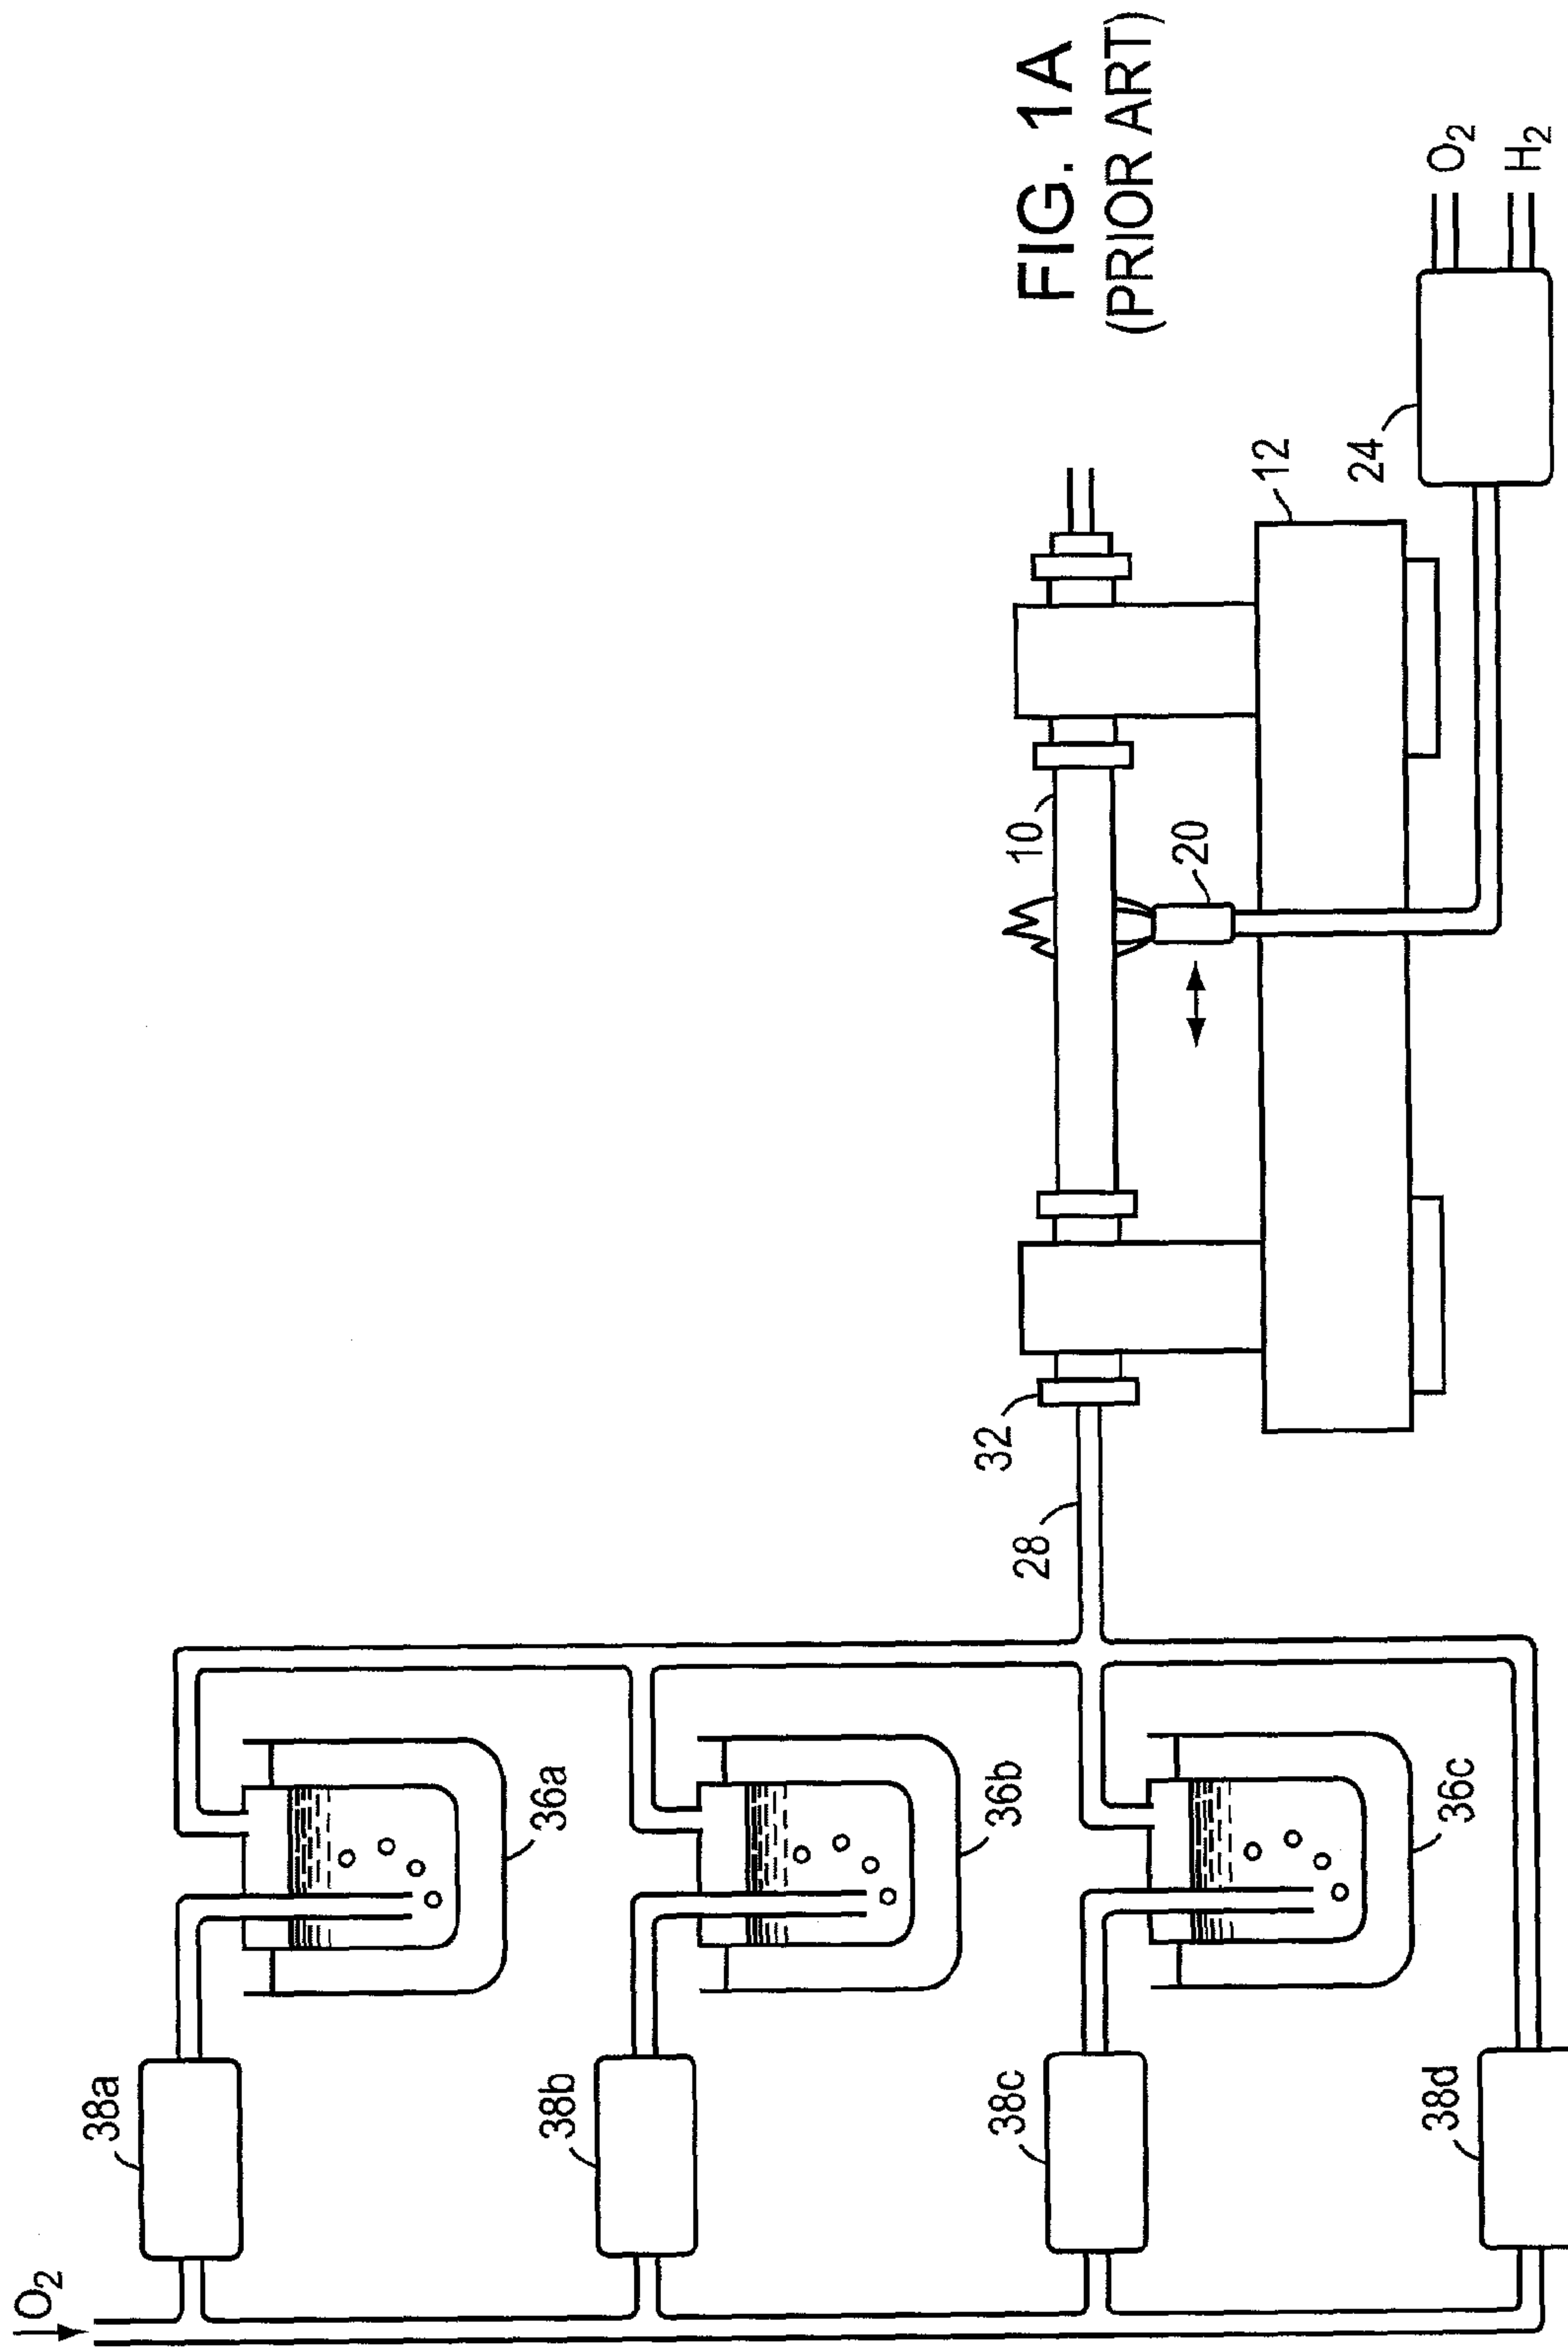 FIG. 1A
(PRIOR ART)
O2
38a
38b
38c
38d
36a
36b
36c
28
32
10
20
12
24
O2
H2